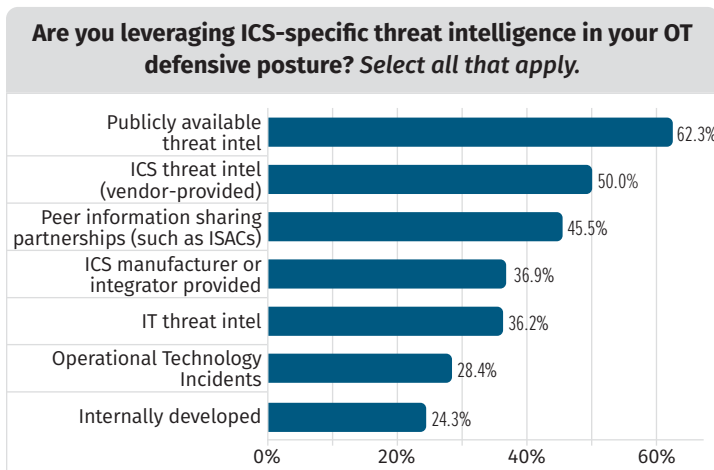 Are you leveraging ICS-specific threat intelligence in your OT
defensive posture? Select all that apply.
Publicly available
threat intel
62.3%
ICS threat intel
(vendor-provided)
50.0%
Peer information sharing
partnerships (such as ISACs)
45.5%
ICS manufacturer or
integrator provided
36.9%
IT threat intel
36.2%
Operational Technology
Incidents
28.4%
Internally developed
24.3%
0%
20%
40%
60%